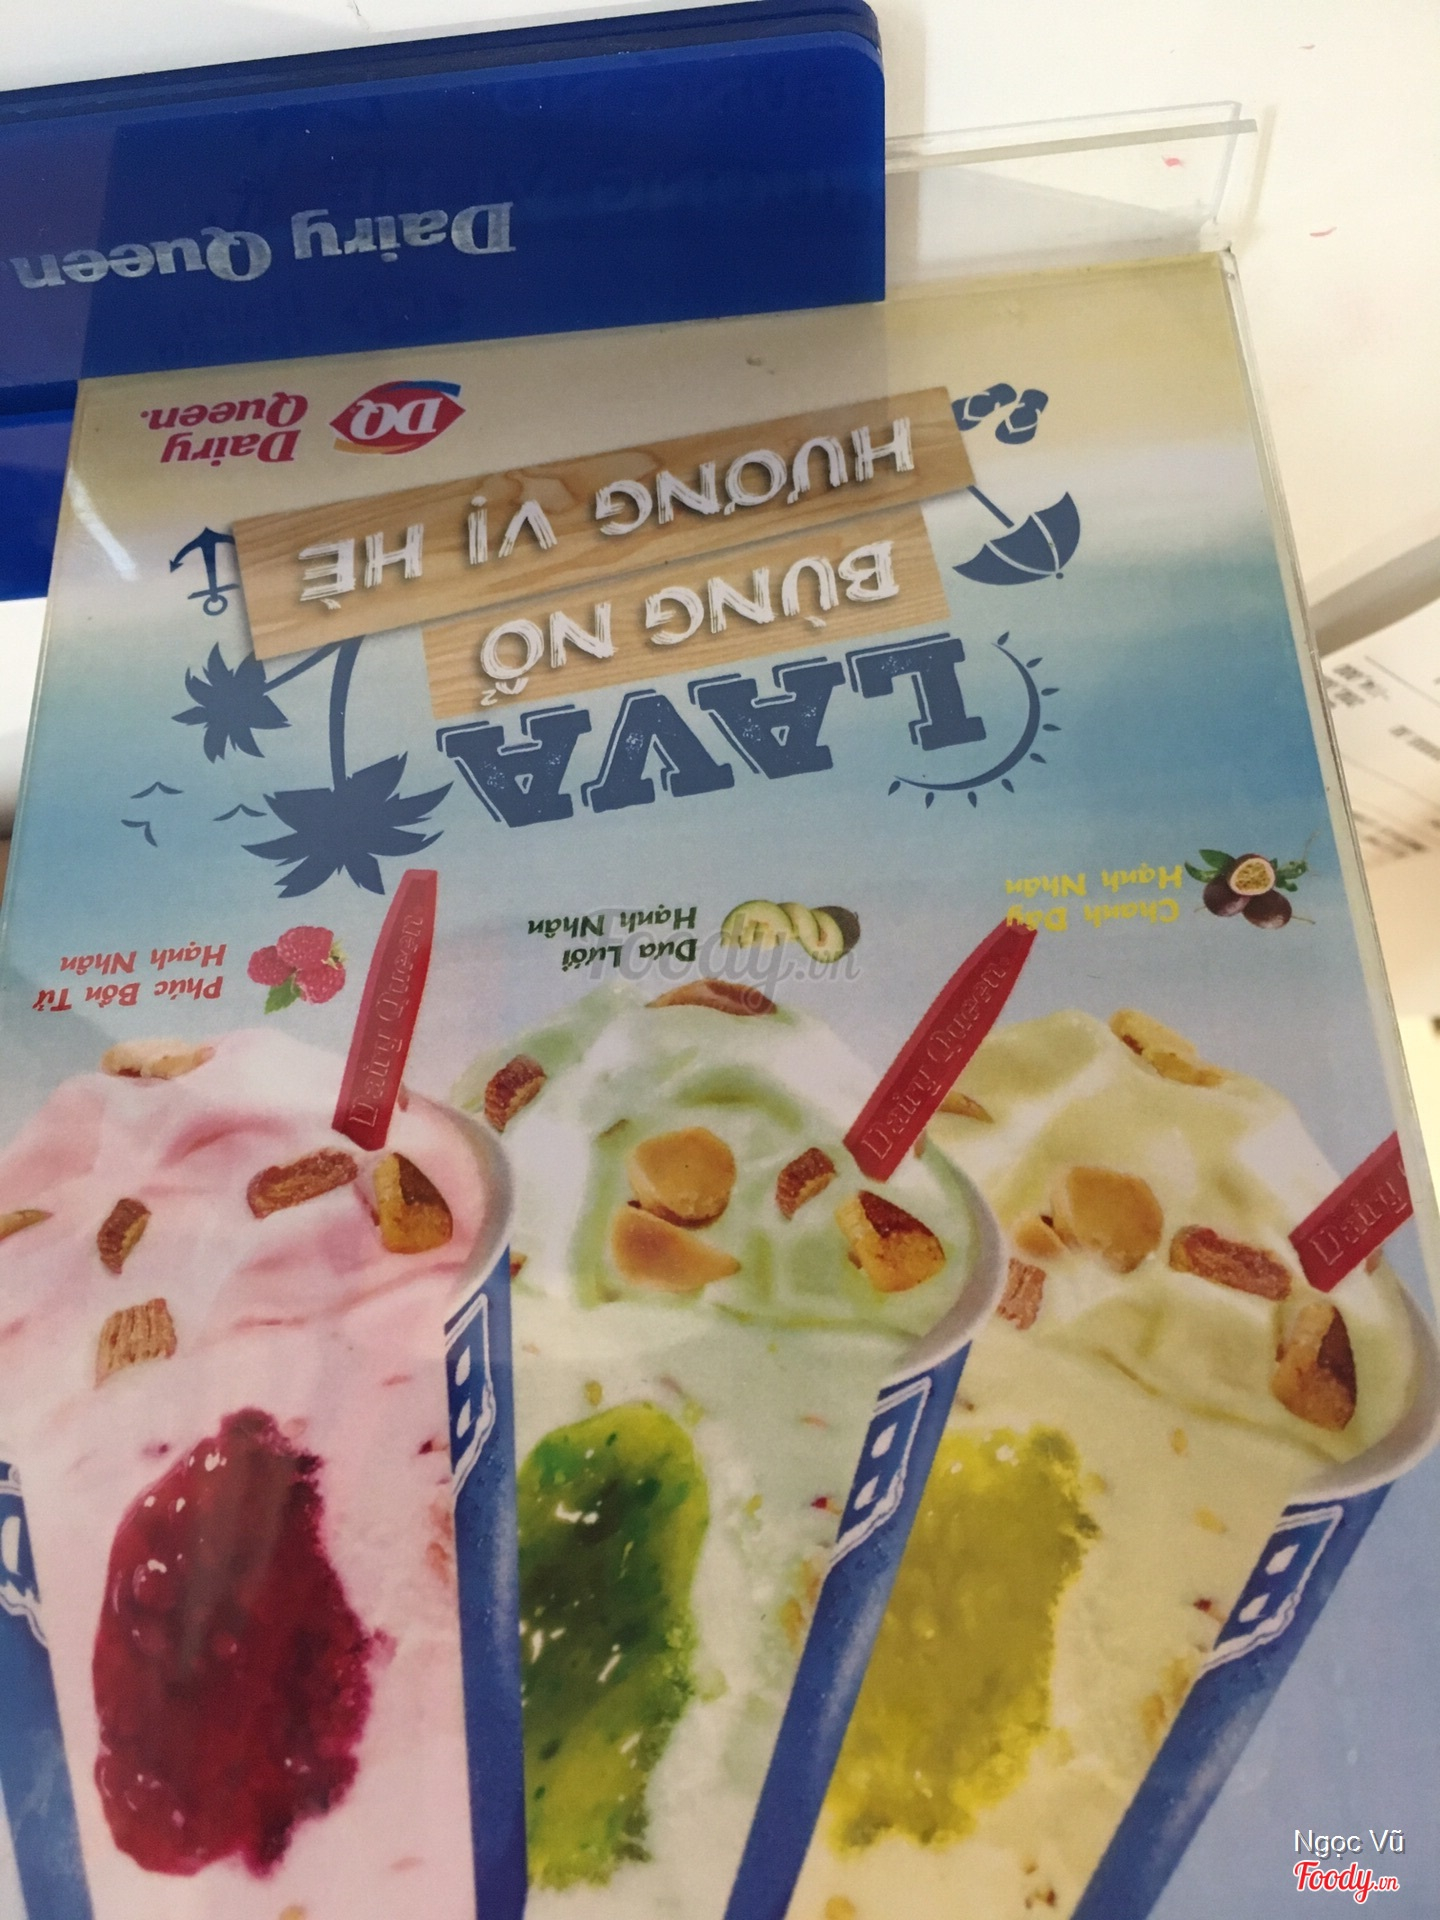 Dairy Queen
Dairy
Queen.
DQ
LAVA
BÙNG NỔ
HƯƠNG VỊ HÈ
Chanh Dây
Hạnh Nhân
Dưa Lưới
Hạnh Nhân
Phúc Bồn Tử
Hạnh Nhân
Dairy Queen
Dairy Queen
Dairy
B
B
B
Foody.vn
Ngọc Vũ
Foody.vn